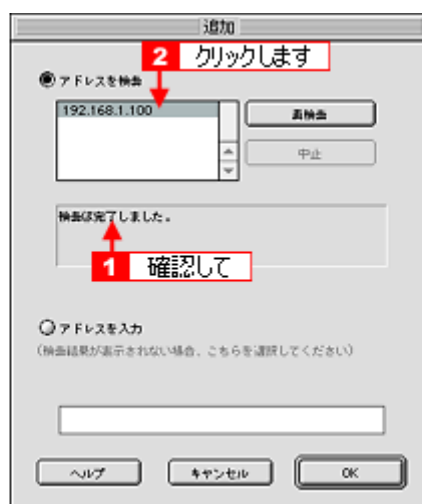 追加
2 クリックします
アドレスを検索
192.168.1.100
再検索
中止
検索は完了しました。
1 確認して
アドレスを入力
(検索結果が表示されない場合、こちらを選択してください)
ヘルプ
キャンセル
OK